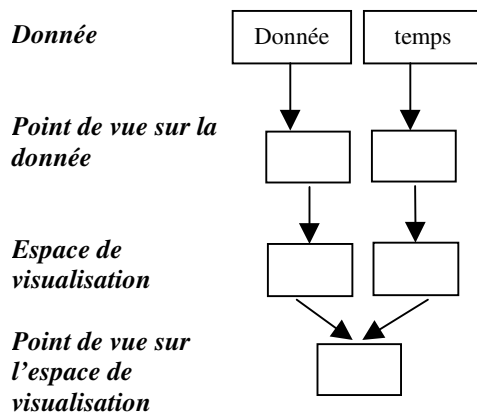 Donnée
Donnée
temps
Point de vue sur la
donnée
Espace de
visualisation
Point de vue sur
l'espace de
visualisation